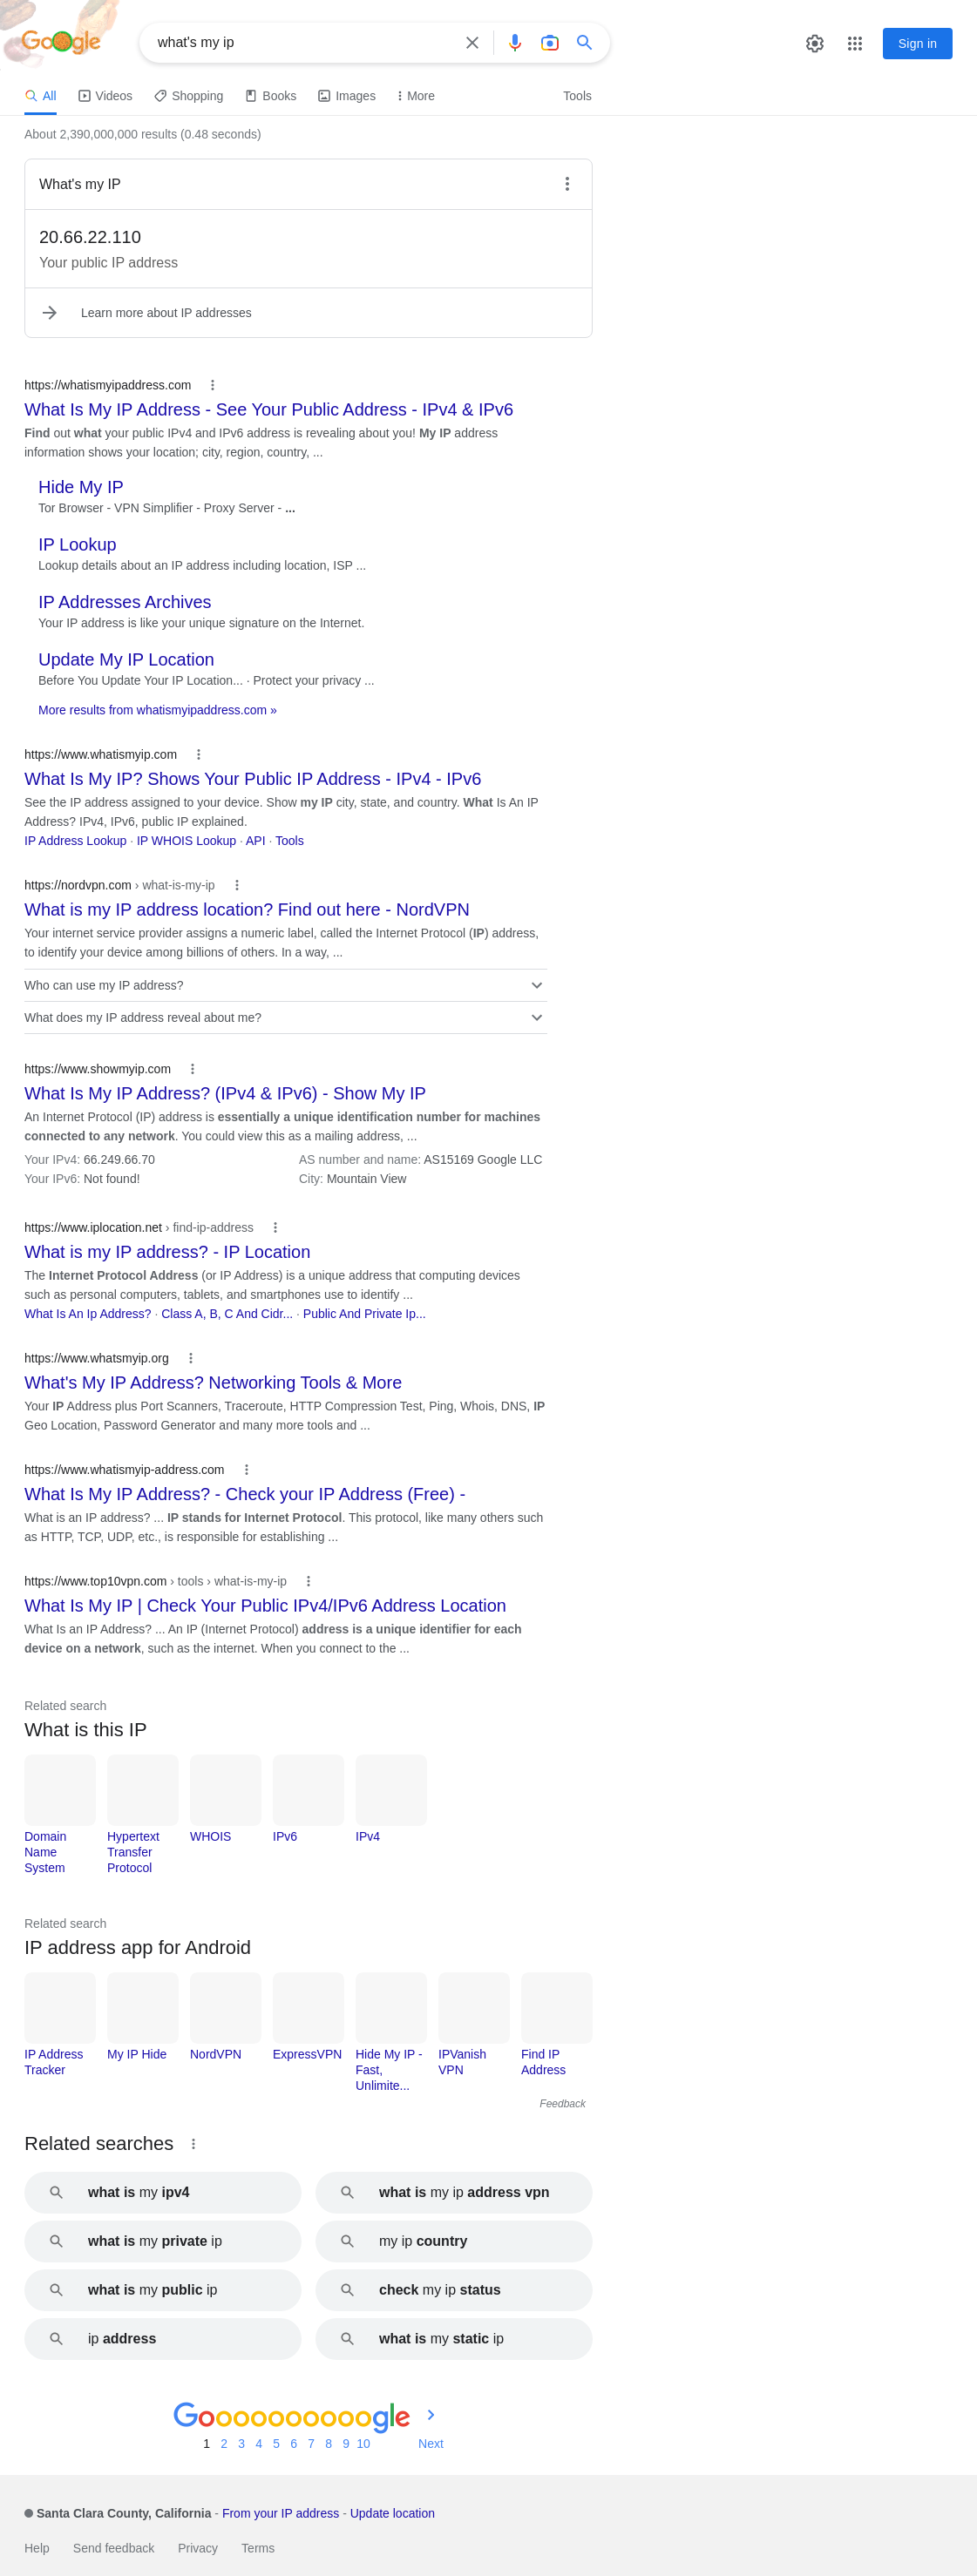 Google
what's my ip
Sign in
All Videos Shopping Books Images More Tools
About 2,390,000,000 results (0.48 seconds)
What's my IP
20.66.22.110
Your public IP address
Learn more about IP addresses
https://whatismyipaddress.com
What Is My IP Address - See Your Public Address - IPv4 & IPv6
Find out what your public IPv4 and IPv6 address is revealing about you! My IP address
information shows your location; city, region, country, ...
Hide My IP
Tor Browser - VPN Simplifier - Proxy Server - ...
IP Lookup
Lookup details about an IP address including location, ISP ...
IP Addresses Archives
Your IP address is like your unique signature on the Internet.
Update My IP Location
Before You Update Your IP Location... · Protect your privacy ...
More results from whatismyipaddress.com »
https://www.whatismyip.com
What Is My IP? Shows Your Public IP Address - IPv4 - IPv6
See the IP address assigned to your device. Show my IP city, state, and country. What Is An IP
Address? IPv4, IPv6, public IP explained.
IP Address Lookup · IP WHOIS Lookup · API · Tools
https://nordvpn.com › what-is-my-ip
What is my IP address location? Find out here - NordVPN
Your internet service provider assigns a numeric label, called the Internet Protocol (IP) address,
to identify your device among billions of others. In a way, ...
Who can use my IP address?
What does my IP address reveal about me?
https://www.showmyip.com
What Is My IP Address? (IPv4 & IPv6) - Show My IP
An Internet Protocol (IP) address is essentially a unique identification number for machines
connected to any network. You could view this as a mailing address, ...
Your IPv4: 66.249.66.70 AS number and name: AS15169 Google LLC
Your IPv6: Not found! City: Mountain View
https://www.iplocation.net › find-ip-address
What is my IP address? - IP Location
The Internet Protocol Address (or IP Address) is a unique address that computing devices
such as personal computers, tablets, and smartphones use to identify ...
What Is An Ip Address? · Class A, B, C And Cidr... · Public And Private Ip...
https://www.whatsmyip.org
What's My IP Address? Networking Tools & More
Your IP Address plus Port Scanners, Traceroute, HTTP Compression Test, Ping, Whois, DNS, IP
Geo Location, Password Generator and many more tools and ...
https://www.whatismyip-address.com
What Is My IP Address? - Check your IP Address (Free) -
What is an IP address? ... IP stands for Internet Protocol. This protocol, like many others such
as HTTP, TCP, UDP, etc., is responsible for establishing ...
https://www.top10vpn.com › tools › what-is-my-ip
What Is My IP | Check Your Public IPv4/IPv6 Address Location
What Is an IP Address? ... An IP (Internet Protocol) address is a unique identifier for each
device on a network, such as the internet. When you connect to the ...
Related search
What is this IP
Domain Hypertext WHOIS IPv6 IPv4
Name Transfer
System Protocol
Related search
IP address app for Android
IP Address My IP Hide NordVPN ExpressVPN Hide My IP - IPVanish Find IP
Tracker Fast, VPN Address
Unlimite...
Feedback
Related searches
what is my ipv4 what is my ip address vpn
what is my private ip my ip country
what is my public ip check my ip status
ip address what is my static ip
Goooooooooogle
1 2 3 4 5 6 7 8 9 10 Next
Santa Clara County, California - From your IP address - Update location
Help Send feedback Privacy Terms